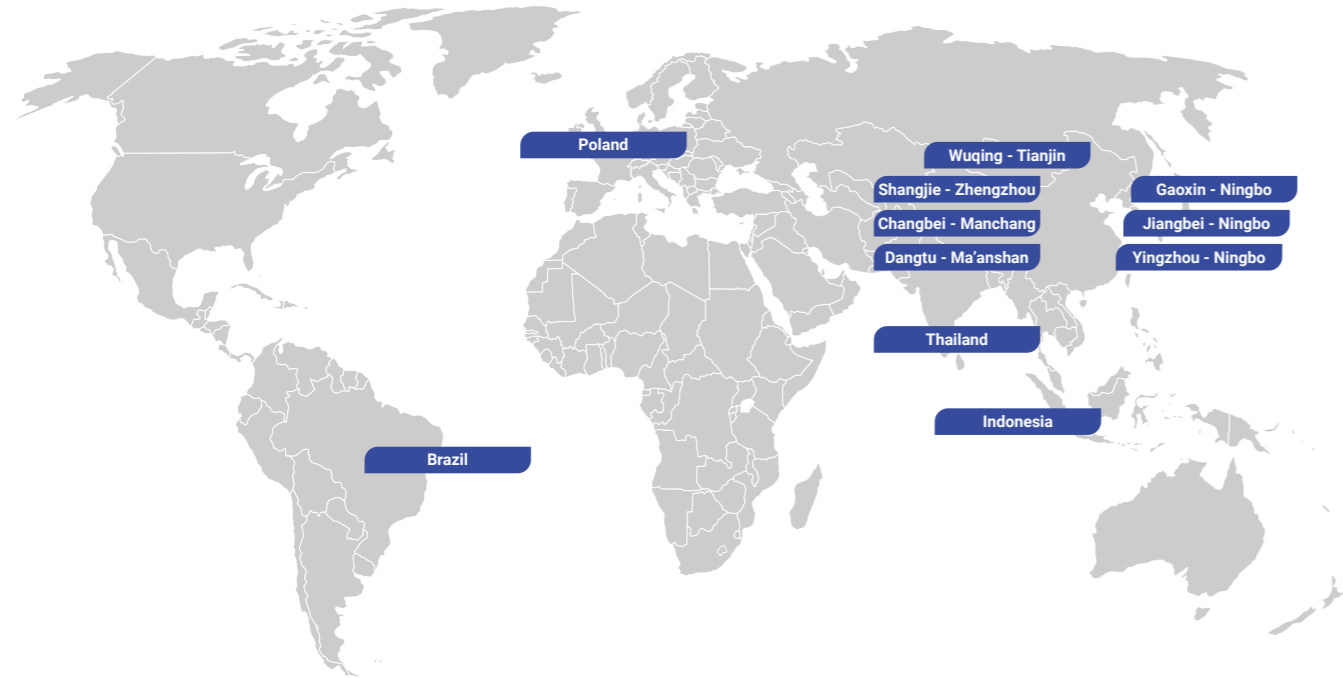 Poland
Wuqing - Tianjin
Shangjie - Zhengzhou
Gaoxin - Ningbo
Changbei - Manchang
Jiangbei - Ningbo
Dangtu - Ma’anshan
Yingzhou - Ningbo
Thailand
Indonesia
Brazil